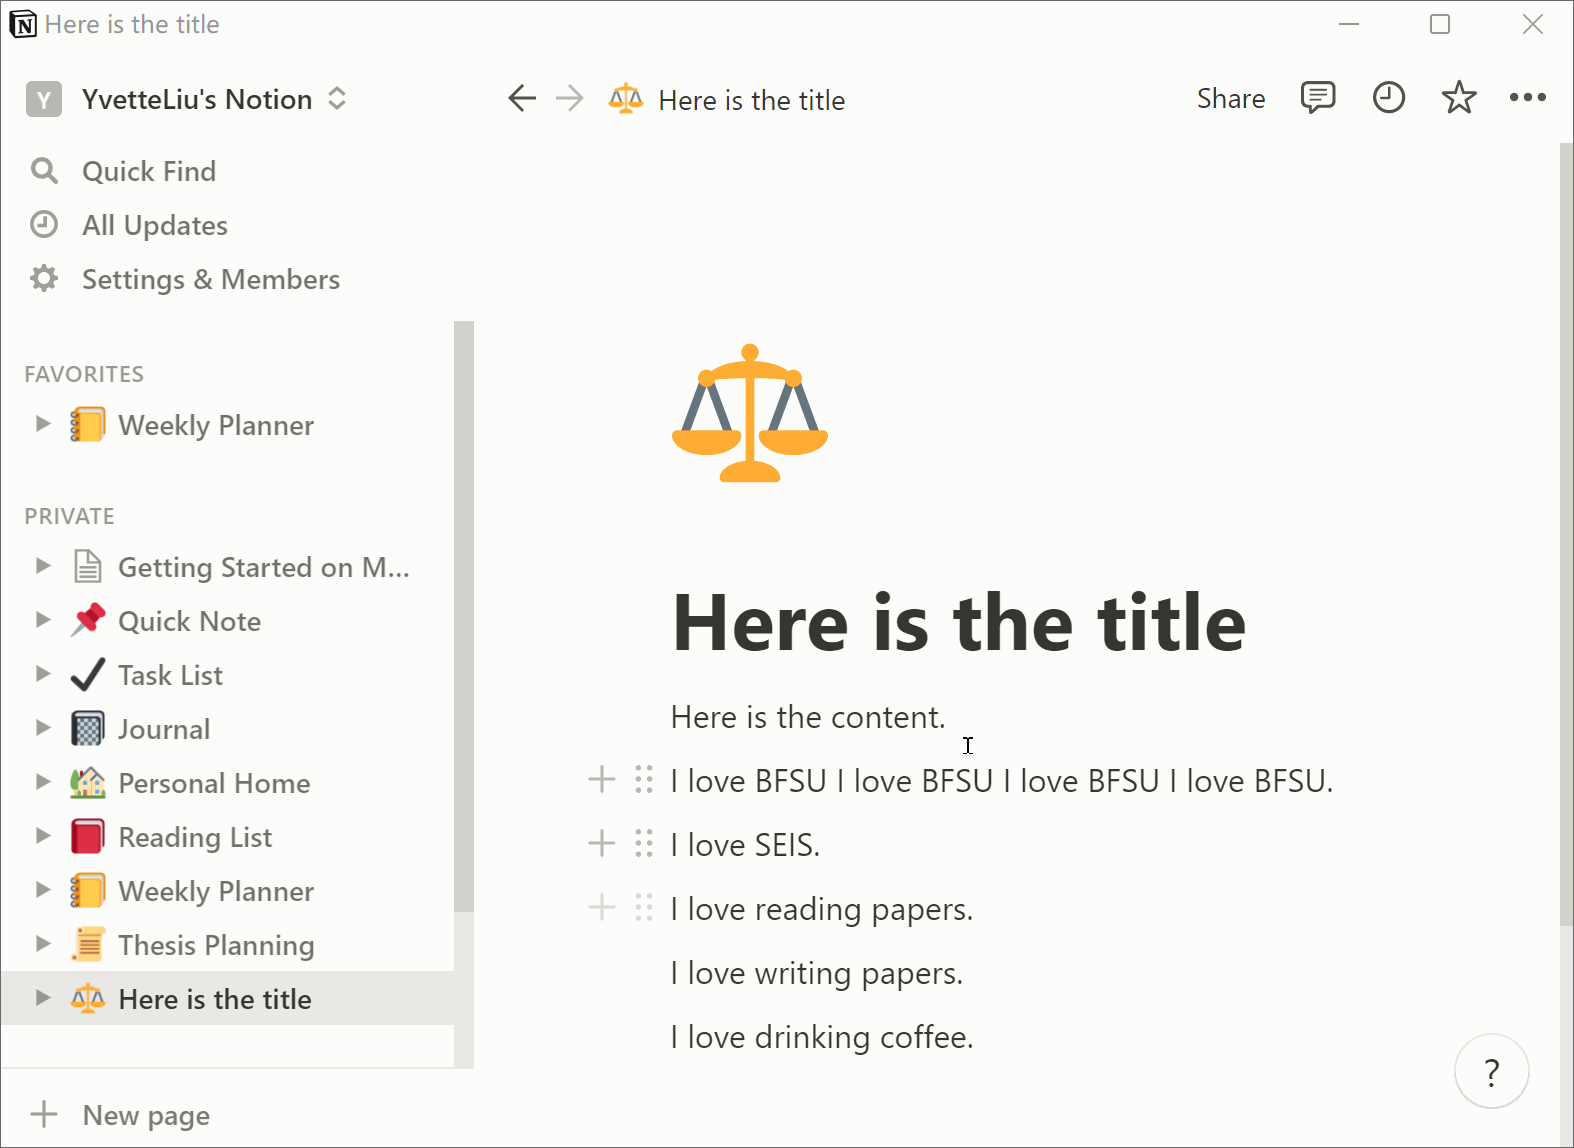 Here is the title
Y YvetteLiu's Notion
Here is the title
Share
Quick Find
All Updates
Settings & Members
FAVORITES
Weekly Planner
PRIVATE
Getting Started on M...
Quick Note
Task List
Journal
Personal Home
Reading List
Weekly Planner
Thesis Planning
Here is the title
New page
Here is the title
Here is the content.
I love BFSU I love BFSU I love BFSU I love BFSU.
I love SEIS.
I love reading papers.
I love writing papers.
I love drinking coffee.
?